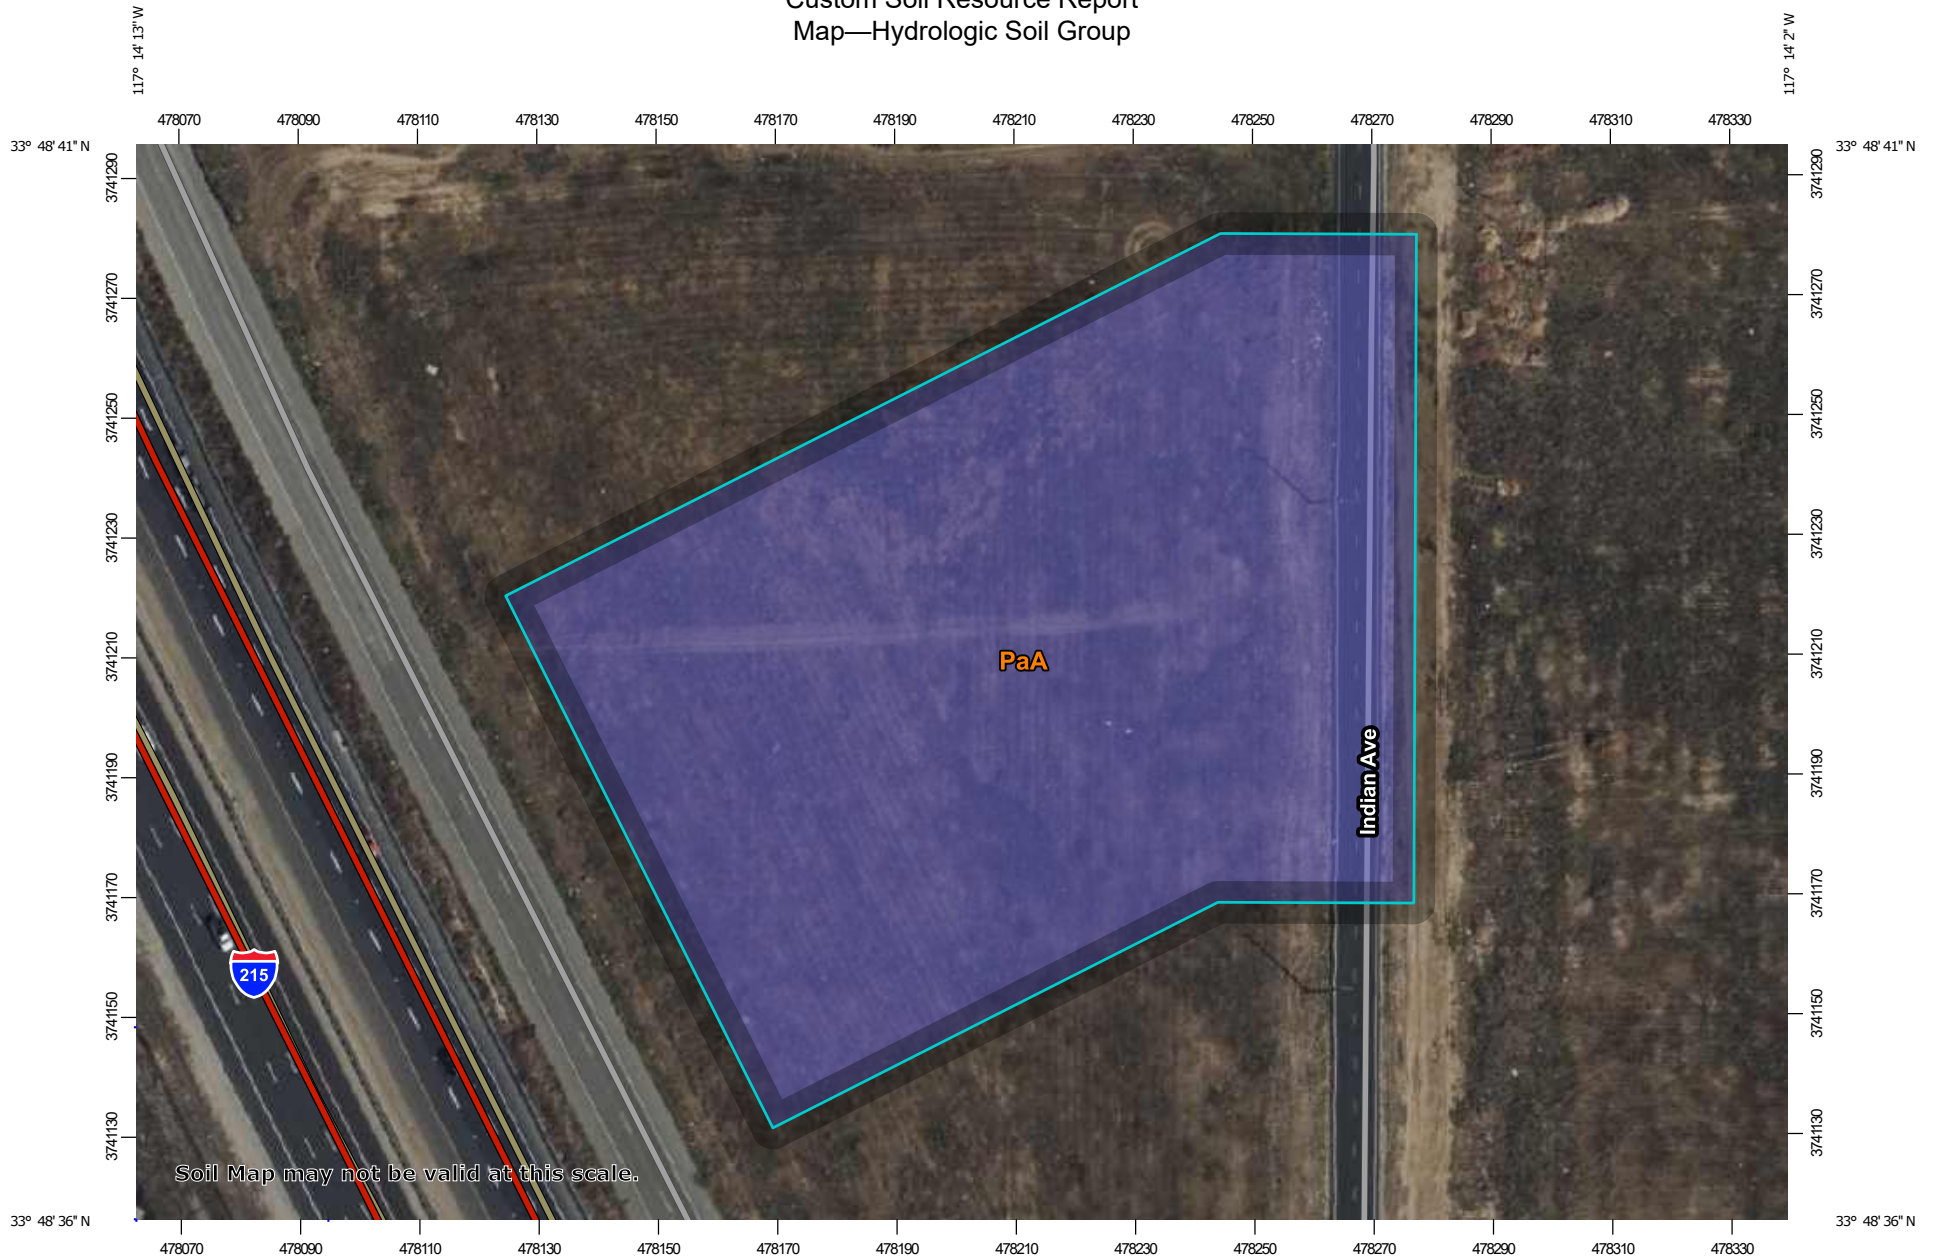 Custom Soil Resource Report
Map—Hydrologic Soil Group
117° 14' 13" W
117° 14' 2" W
478070 478090 478110 478130 478150 478170 478190 478210 478230 478250 478270 478290 478310 478330
33° 48' 41" N
33° 48' 41" N
3741290
3741270
3741250
3741230
3741210
3741190
3741170
3741150
3741130
3741290
3741270
3741250
3741230
3741210
3741190
3741170
3741150
3741130
PaA
Indian Ave
215
Soil Map may not be valid at this scale.
33° 48' 36" N
33° 48' 36" N
478070 478090 478110 478130 478150 478170 478190 478210 478230 478250 478270 478290 478310 478330